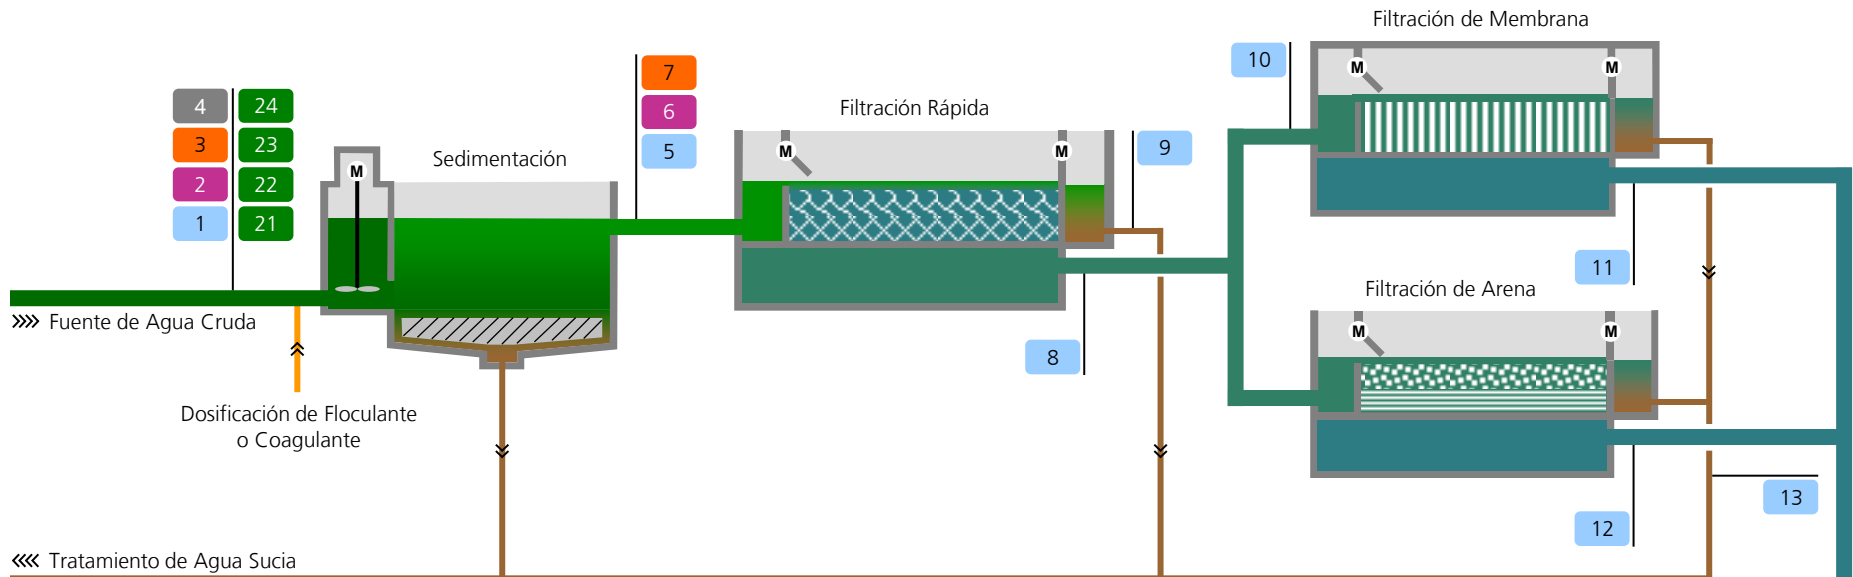 Filtración de Membrana
10
M
M
7
4
24
Filtración Rápida
6
3
23
Sedimentación
5
M
M
9
M
2
22
1
21
11
Filtración de Arena
Fuente de Agua Cruda
M
M
8
Dosificación de Floculante
o Coagulante
13
12
Tratamiento de Agua Sucia